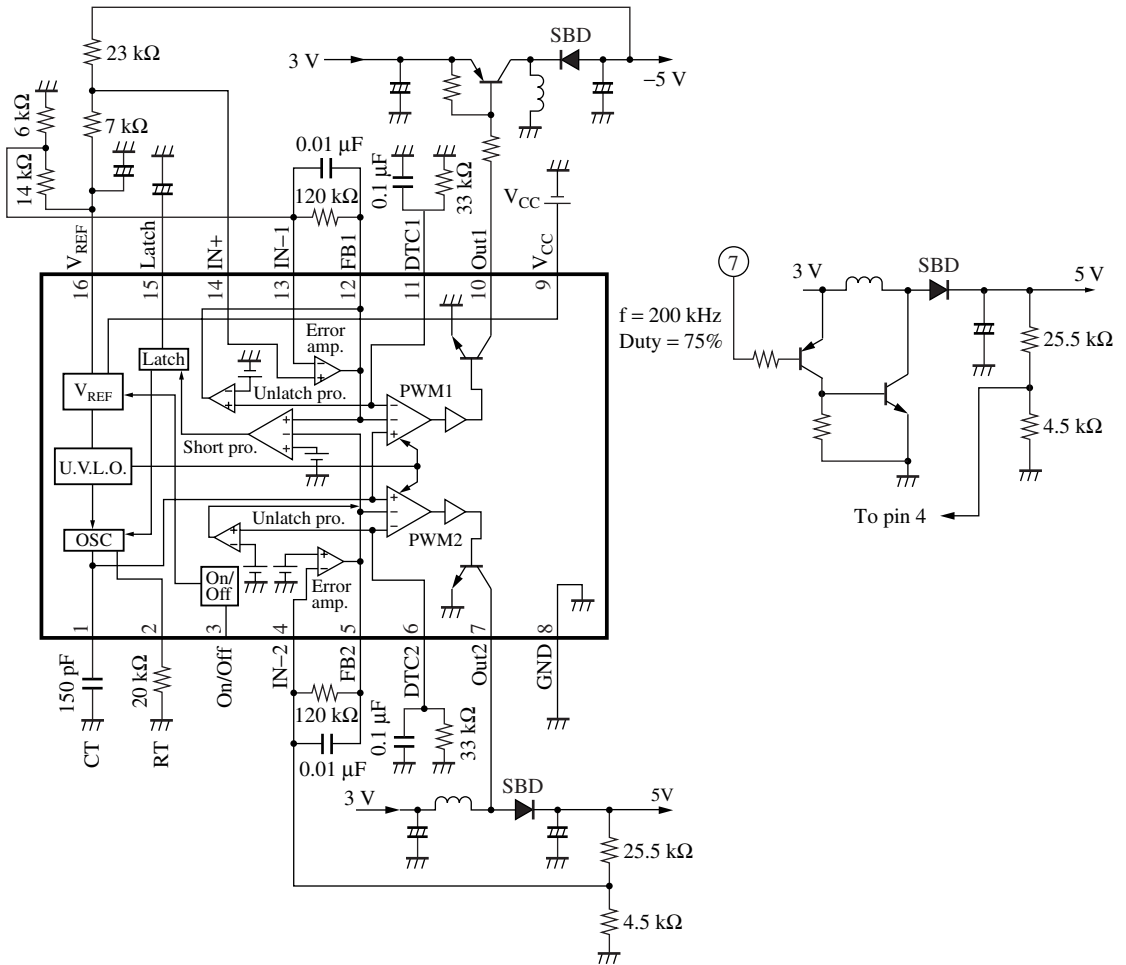 SBD
3 V
−5 V
23 kΩ
6 kΩ
7 kΩ
14 kΩ
0.01 µF
120 kΩ
0.1 µF
33 kΩ
V_CC
V_REF
Latch
IN+
IN−1
FB1
DTC1
Out1
V_CC
16
15
14
13
12
11
10
9
Error
amp.
Latch
Unlatch pro.
V_REF
PWM1
Short pro.
U.V.L.O.
Unlatch pro.
PWM2
OSC
On/
Off
Error
amp.
1
2
3
4
5
6
7
8
150 pF
20 kΩ
On/Off
IN−2
FB2
DTC2
Out2
GND
CT
RT
120 kΩ
0.01 µF
0.1 µF
33 kΩ
3 V
SBD
5V
25.5 kΩ
4.5 kΩ
7
f = 200 kHz
Duty = 75%
3 V
SBD
5 V
25.5 kΩ
4.5 kΩ
To pin 4